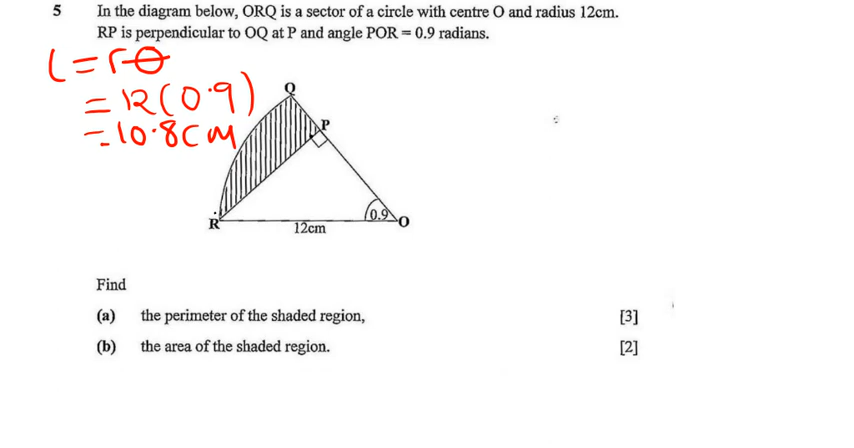 5 In the diagram below, ORQ is a sector of a circle with centre O and radius 12cm.
RP is perpendicular to OQ at P and angle POR = 0.9 radians.
l = rθ
= 12(0.9)
= 10.8cm
Q
P
R
0.9
O
12cm
Find
(a) the perimeter of the shaded region, [3]
(b) the area of the shaded region. [2]